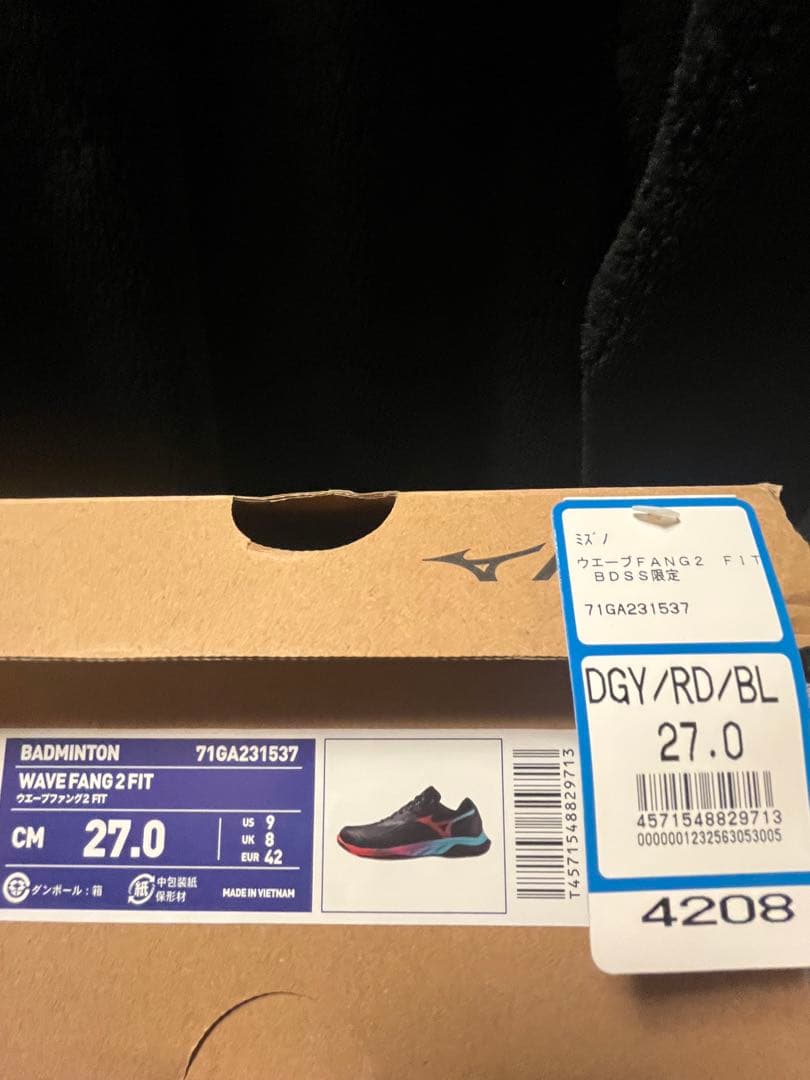 ﾐｽﾞﾉ
ウエーブFANG2 FIT
BDSS限定
71GA231537
DGY/RD/BL
27.0
4571548829713
0000001232563053005
4208
BADMINTON 71GA231537
WAVE FANG 2 FIT
ウエーブファング2 FIT
CM 27.0
US 9
UK 8
EUR 42
ダンボール：箱
紙 中包装紙
保形材
MADE IN VIETNAM
T4571548829713